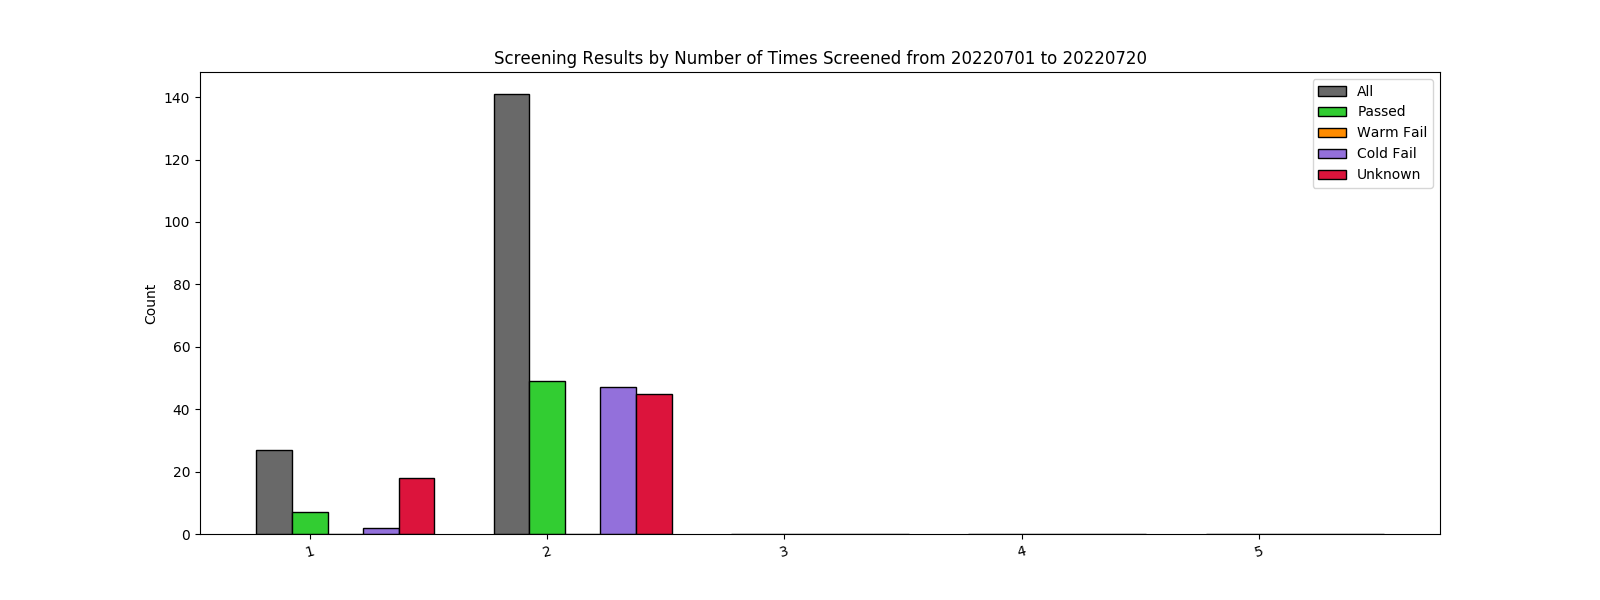 Screening Results by Number of Times Screened from 20220701 to 20220720
All
Passed
Warm Fail
Cold Fail
Unknown
Count
140
120
100
80
60
40
20
0
1
2
3
4
5